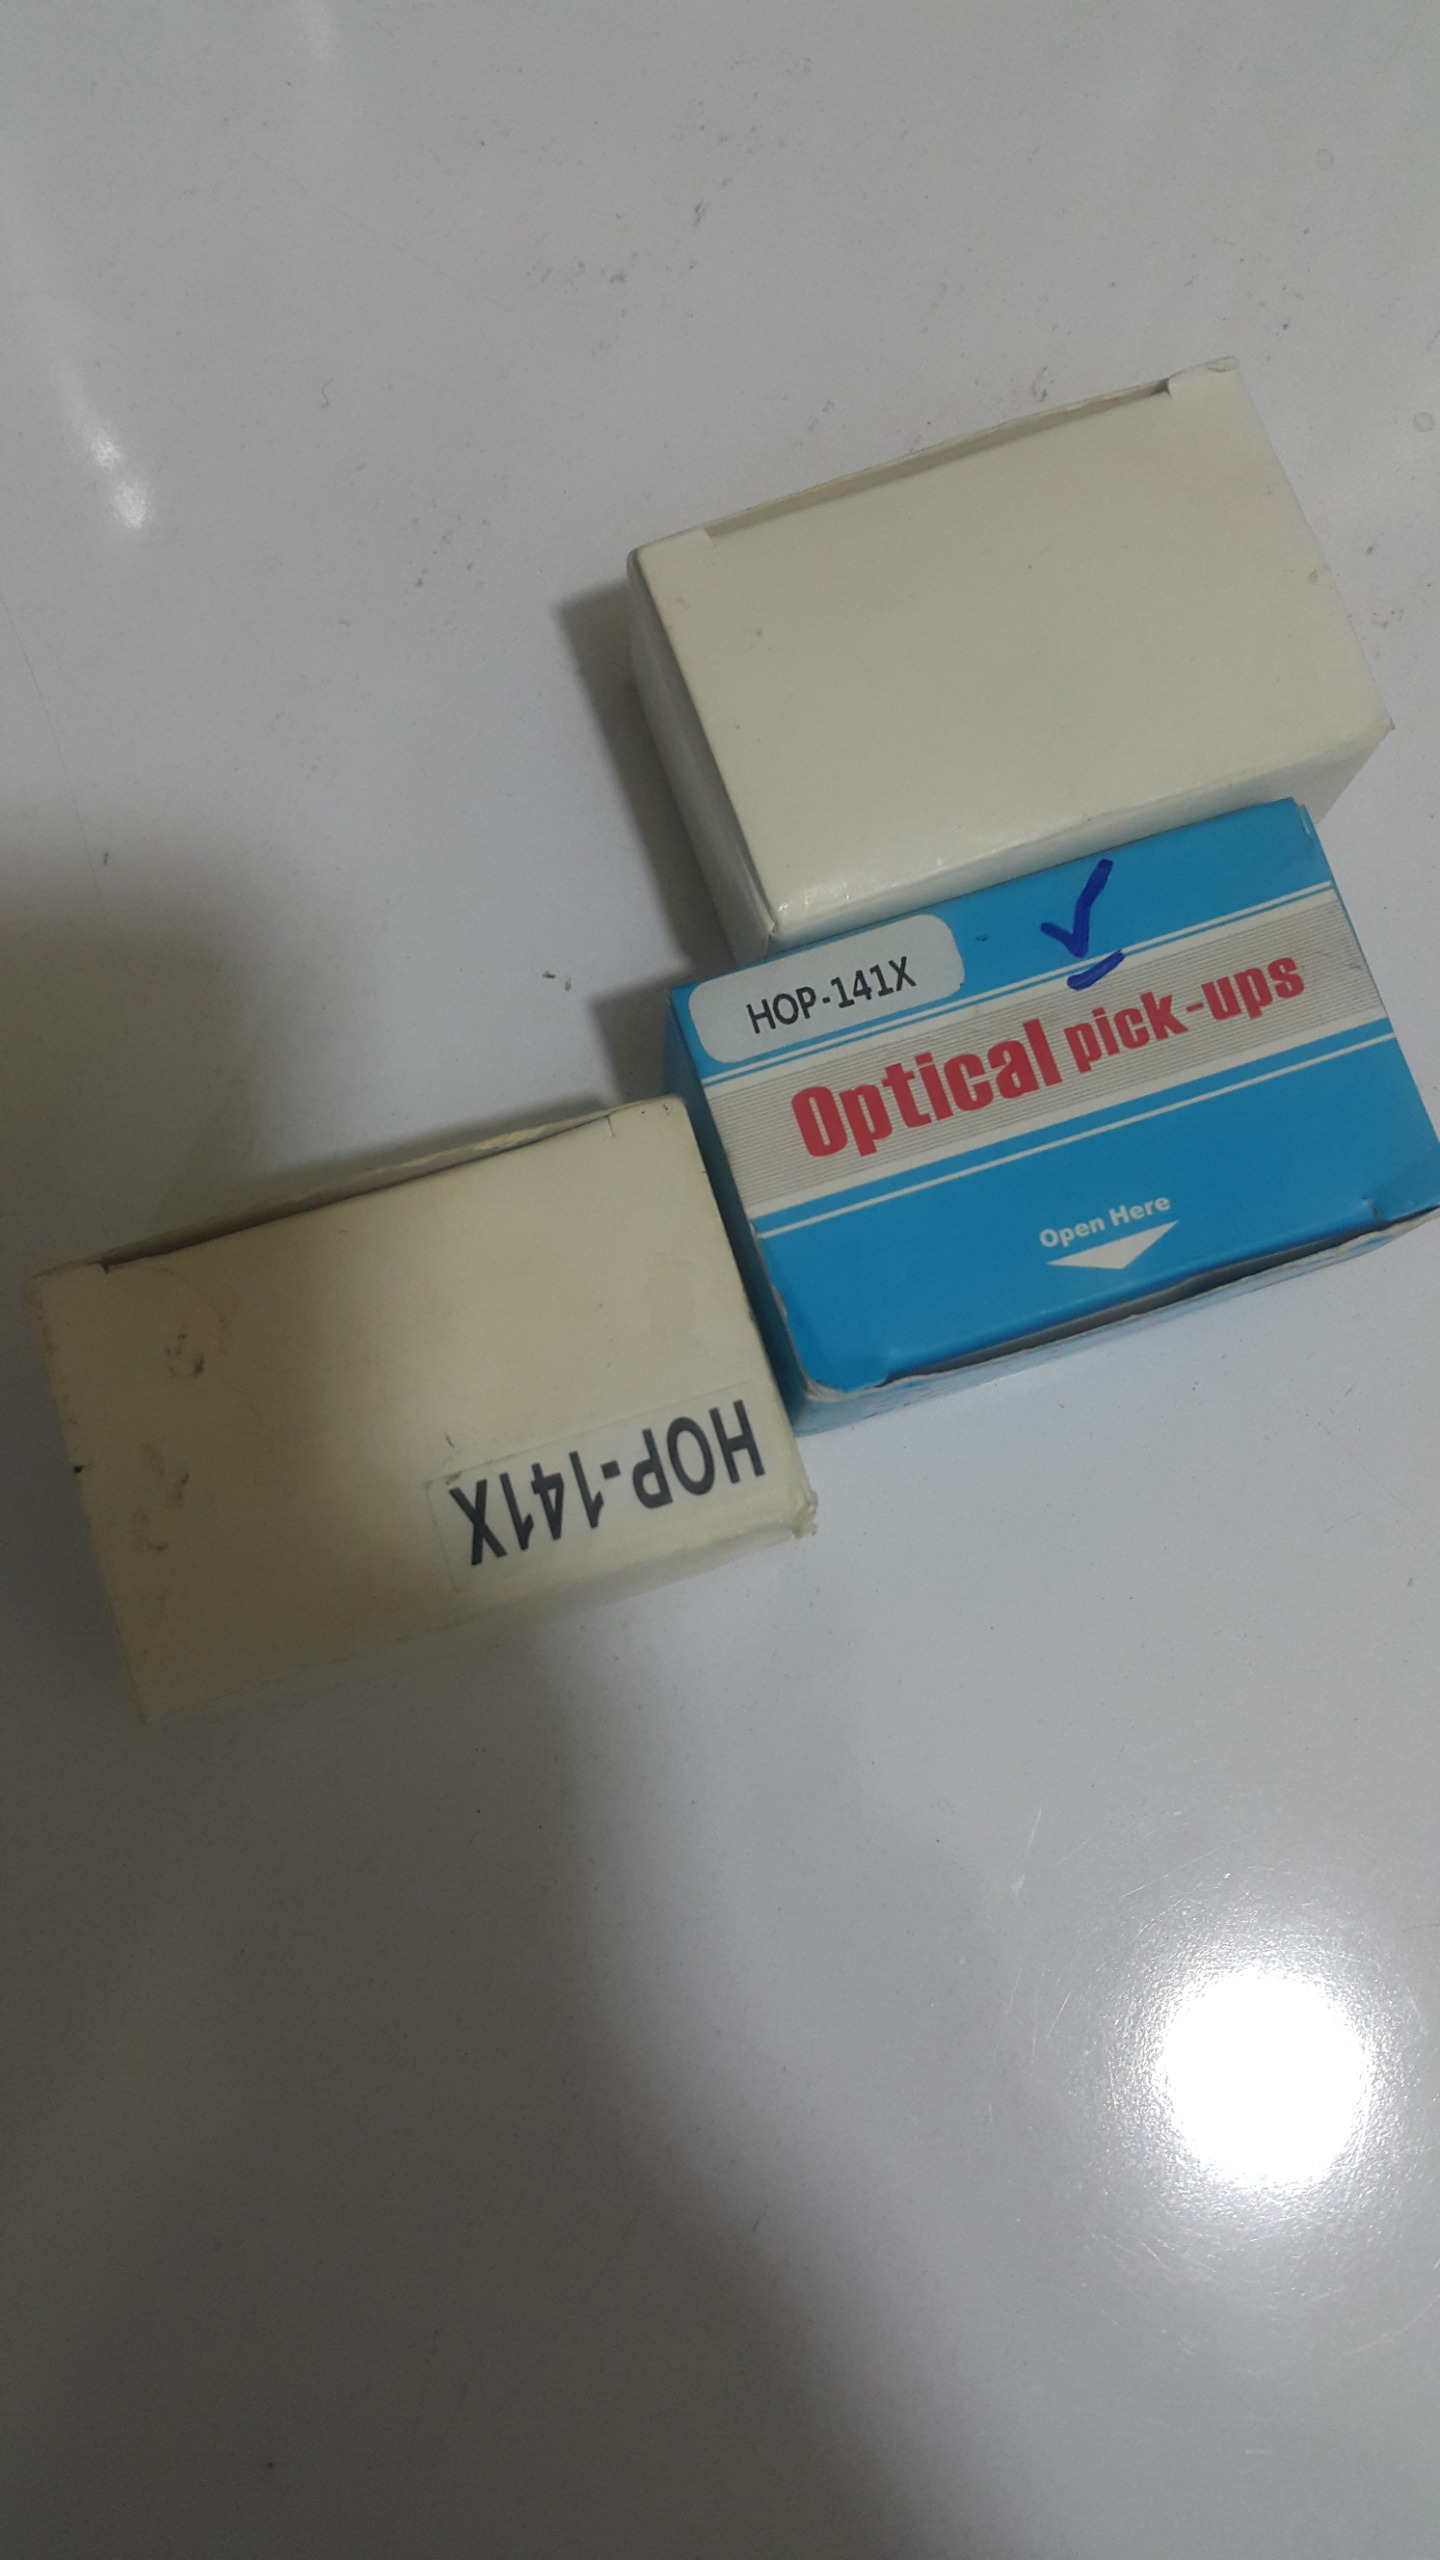 HOP-141X
Optical pick-ups
Open Here
HOP-141X